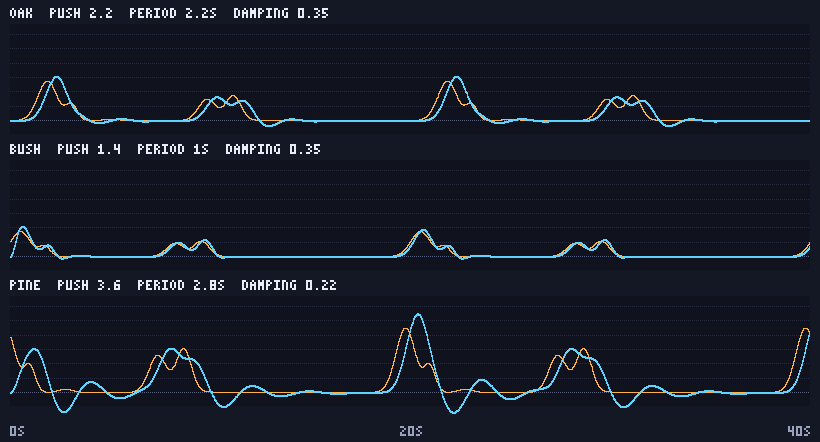 OAK  PUSH 2.2  PERIOD 2.2S  DAMPING 0.35
BUSH  PUSH 1.4  PERIOD 1S  DAMPING 0.35
PINE  PUSH 3.6  PERIOD 2.8S  DAMPING 0.22
0S 20S 40S